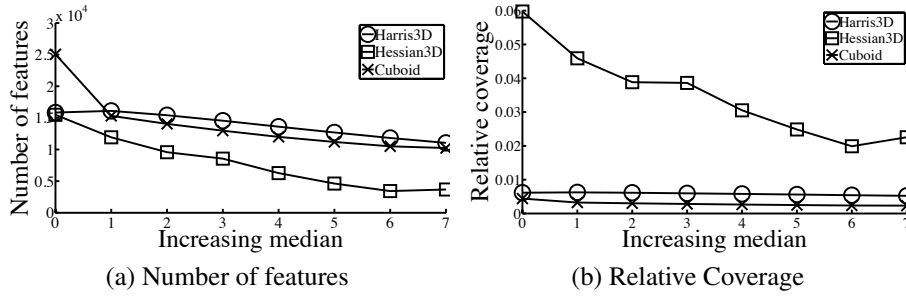 x 10⁴
3
2.5
2
1.5
1
0.5
0
0 1 2 3 4 5 6 7
Number of features
Increasing median
Harris3D
Hessian3D
Cuboid
(a) Number of features
0.06
0.05
0.04
0.03
0.02
0.01
0
0 1 2 3 4 5 6 7
Relative coverage
Increasing median
Harris3D
Hessian3D
Cuboid
(b) Relative Coverage